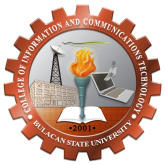 COLLEGE OF INFORMATION AND COMMUNICATIONS TECHNOLOGY
• 2001 •
BULACAN STATE UNIVERSITY